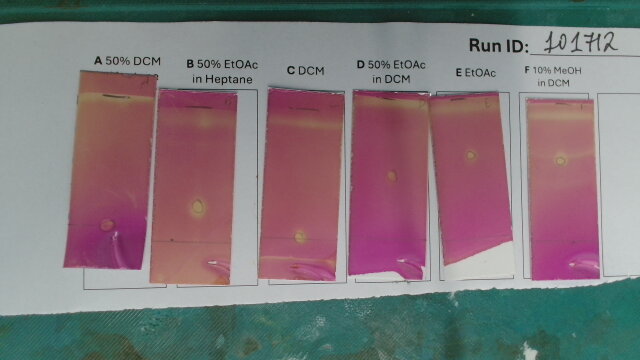 Run ID: 101712
A 50% DCM
B 50% EtOAc
in Heptane
C DCM
D 50% EtOAc
in DCM
E EtOAc
F 10% MeOH
in DCM